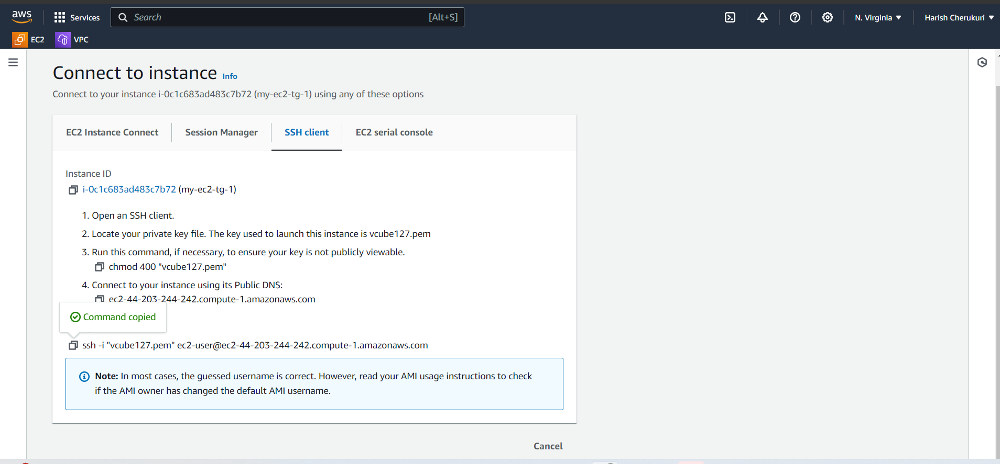 aws
Services
Search
[Alt+S]
N. Virginia
Harish Cherukuri
EC2
VPC
Connect to instance Info
Connect to your instance i-0c1c683ad483c7b72 (my-ec2-tg-1) using any of these options
EC2 Instance Connect
Session Manager
SSH client
EC2 serial console
Instance ID
i-0c1c683ad483c7b72 (my-ec2-tg-1)
1. Open an SSH client.
2. Locate your private key file. The key used to launch this instance is vcube127.pem
3. Run this command, if necessary, to ensure your key is not publicly viewable.
chmod 400 "vcube127.pem"
4. Connect to your instance using its Public DNS:
ec2-44-203-244-242.compute-1.amazonaws.com
Command copied
ssh -i "vcube127.pem" ec2-user@ec2-44-203-244-242.compute-1.amazonaws.com
Note: In most cases, the guessed username is correct. However, read your AMI usage instructions to check
if the AMI owner has changed the default AMI username.
Cancel